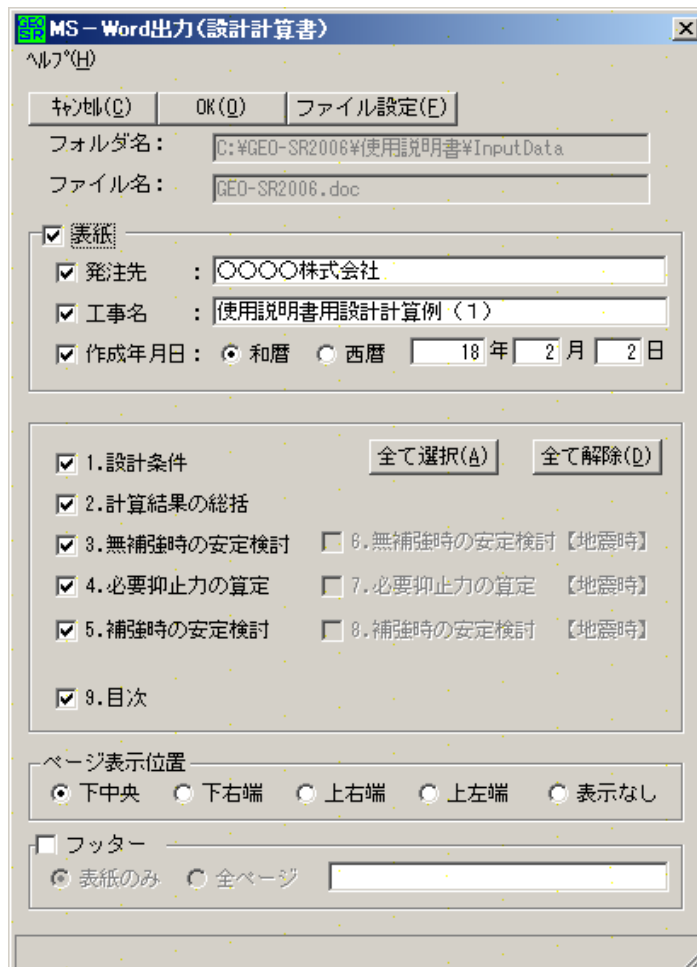 GEO SR MS-Word出力(設計計算書)
ﾍﾙﾌﾟ(H)
ｷｬﾝｾﾙ(C) OK(O) ファイル設定(F)
フォルダ名: C:¥GEO-SR2006¥使用説明書¥InputData
ファイル名: GEO-SR2006.doc
表紙
発注先 : ○○○○株式会社
工事名 : 使用説明書用設計計算例(1)
作成年月日: 和暦 西暦 18 年 2 月 2 日
1.設計条件 全て選択(A) 全て解除(D)
2.計算結果の総括
3.無補強時の安定検討 6.無補強時の安定検討【地震時】
4.必要抑止力の算定 7.必要抑止力の算定 【地震時】
5.補強時の安定検討 8.補強時の安定検討 【地震時】
9.目次
ページ表示位置
下中央 下右端 上右端 上左端 表示なし
フッター
表紙のみ 全ページ